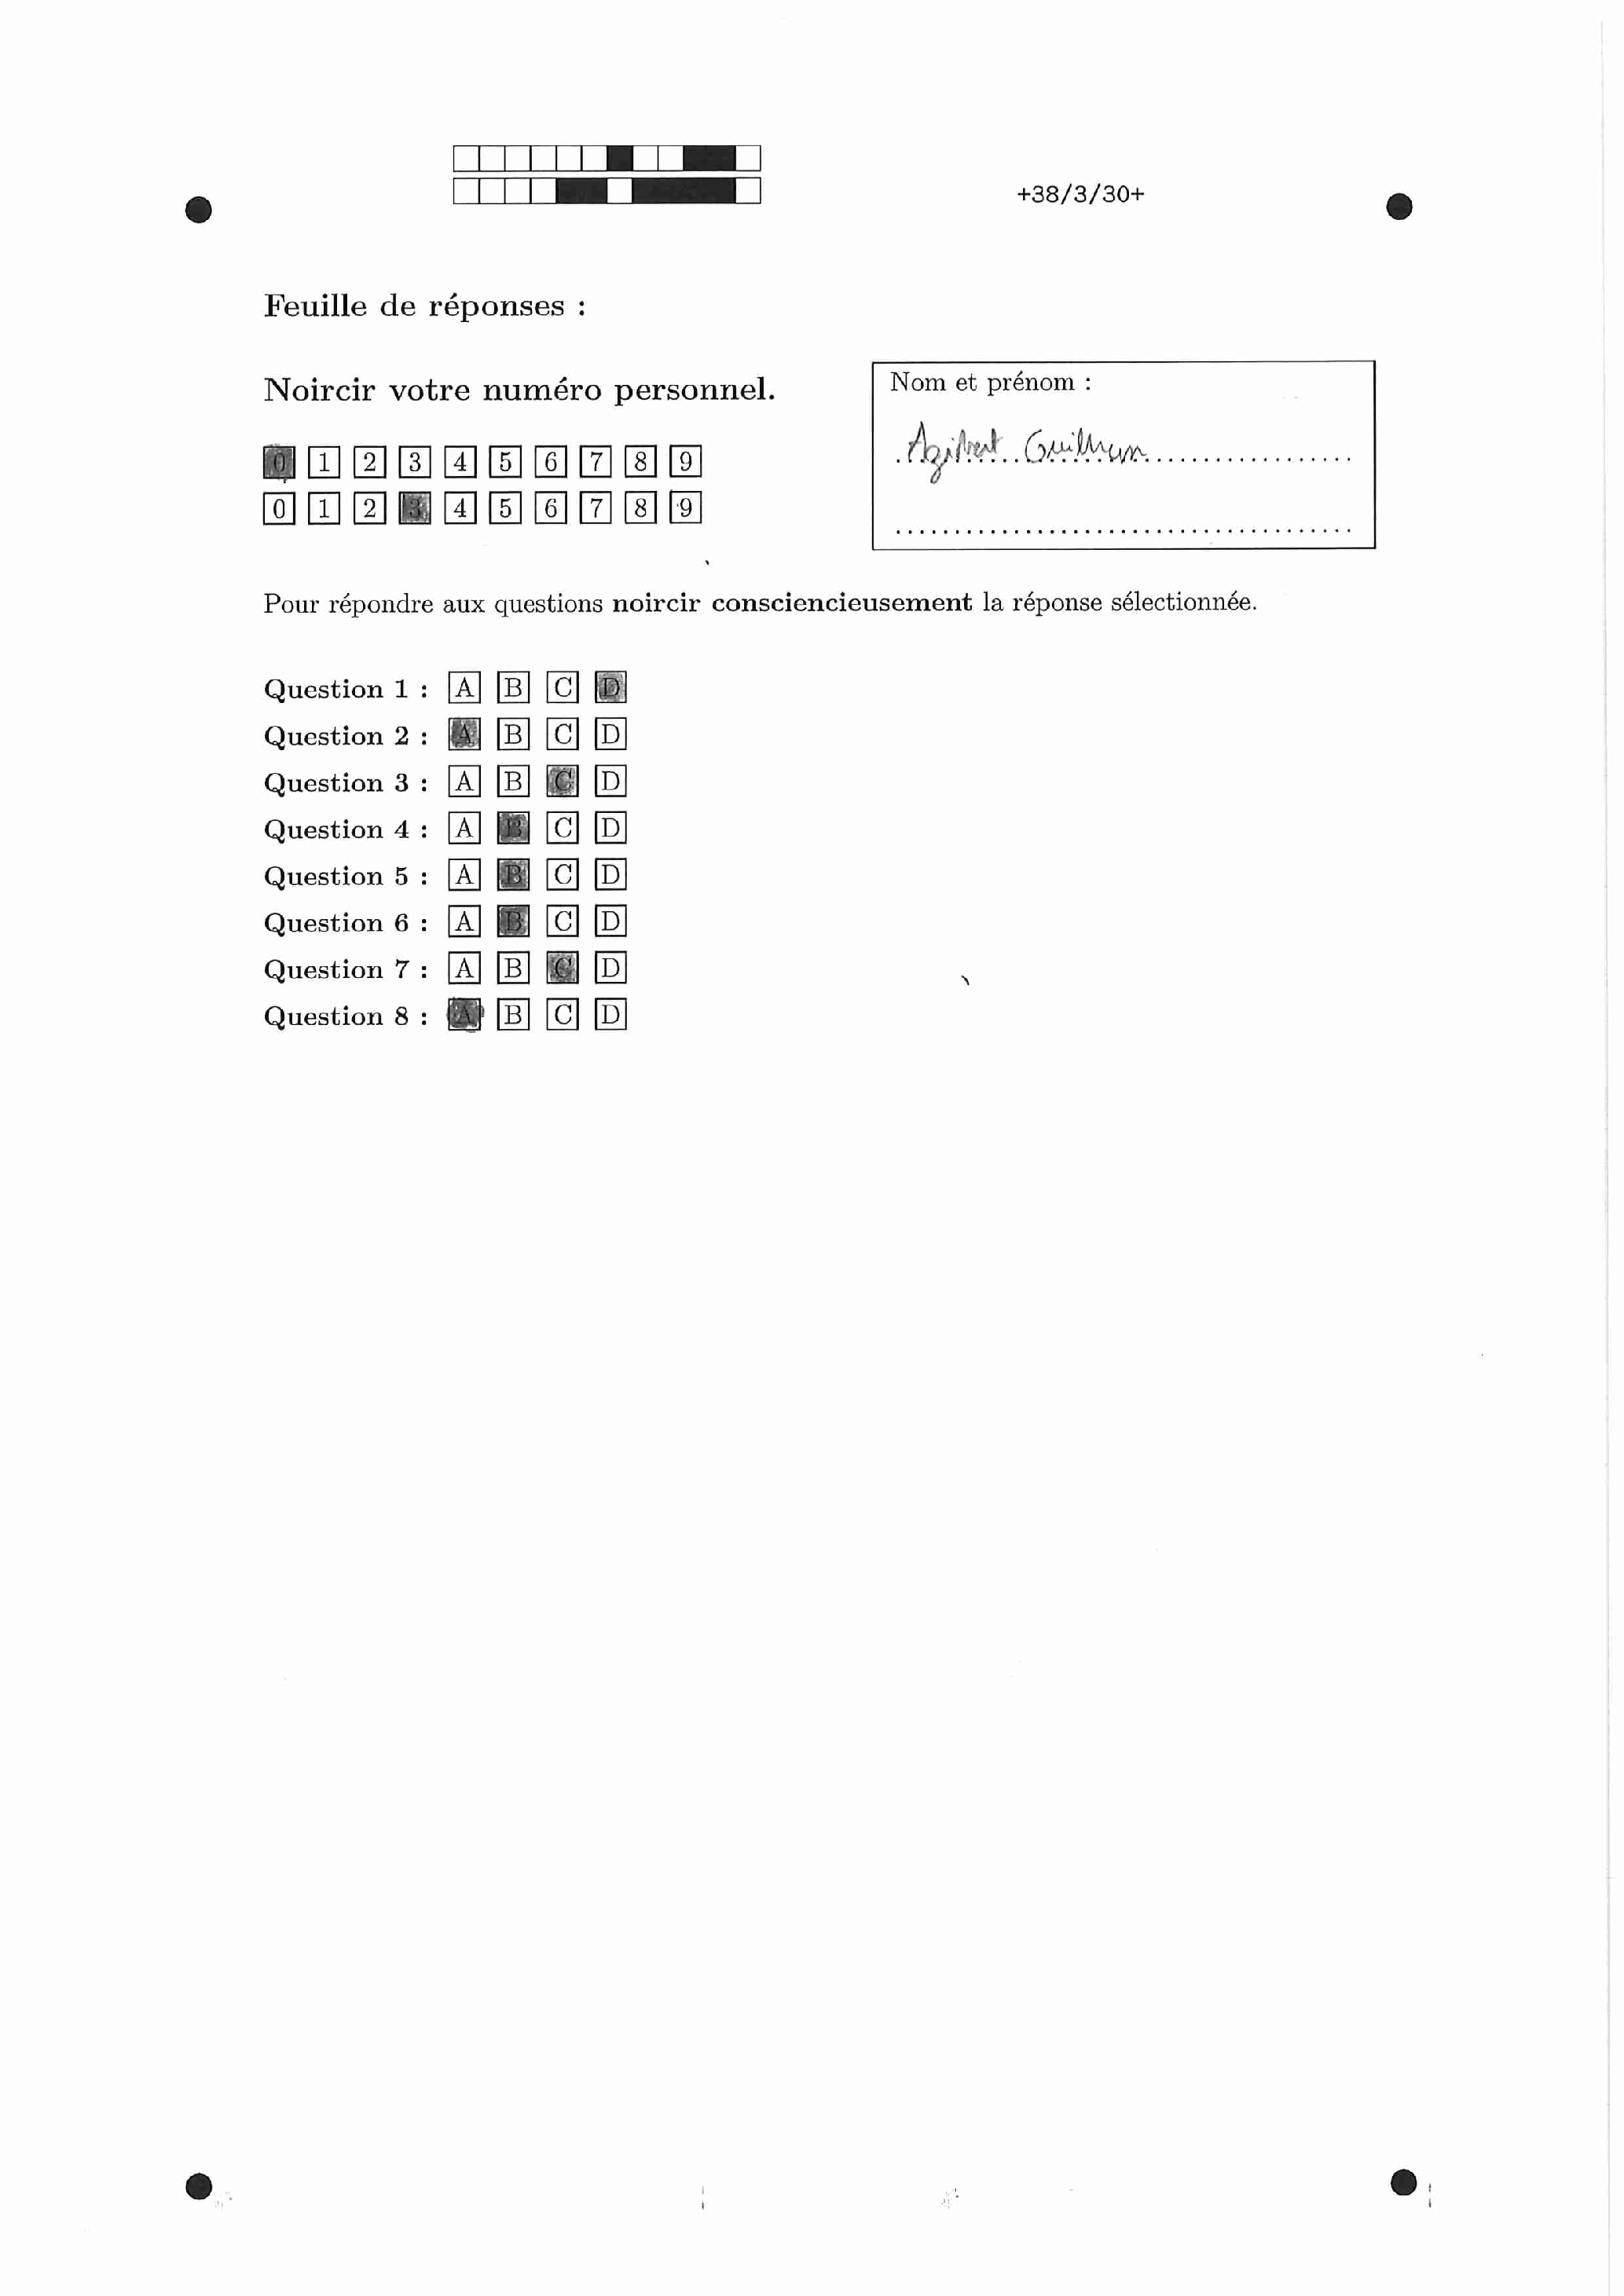 +38/3/30+
Feuille de réponses :
Noircir votre numéro personnel.
Nom et prénom :
0 1 2 3 4 5 6 7 8 9
0 1 2 3 4 5 6 7 8 9
Pour répondre aux questions noircir consciencieusement la réponse sélectionnée.
Question 1 : A B C D
Question 2 : A B C D
Question 3 : A B C D
Question 4 : A B C D
Question 5 : A B C D
Question 6 : A B C D
Question 7 : A B C D
Question 8 : A B C D